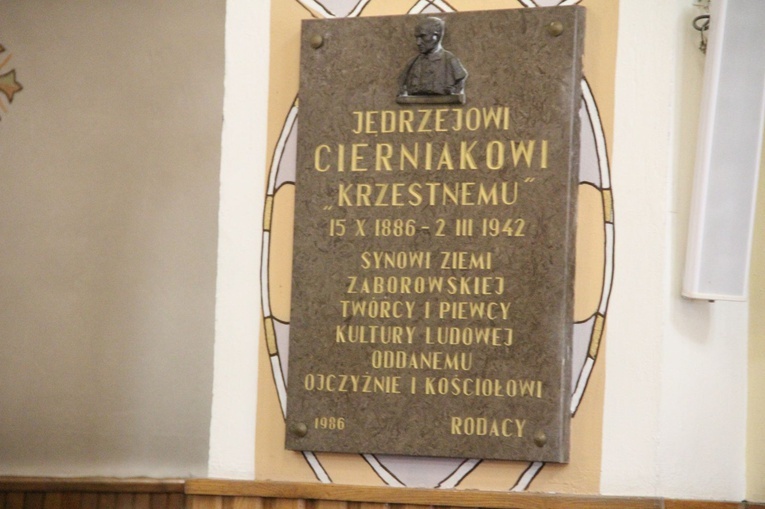 JĘDRZEJOWI
CIERNIAKOWI
„KRZESTNEMU”
15 X 1886 - 2 III 1942
SYNOWI ZIEMI
ZABOROWSKIEJ
TWÓRCY I PIEWCY
KULTURY LUDOWEJ
ODDANEMU
OJCZYŹNIE I KOŚCIOŁOWI
1986 RODACY